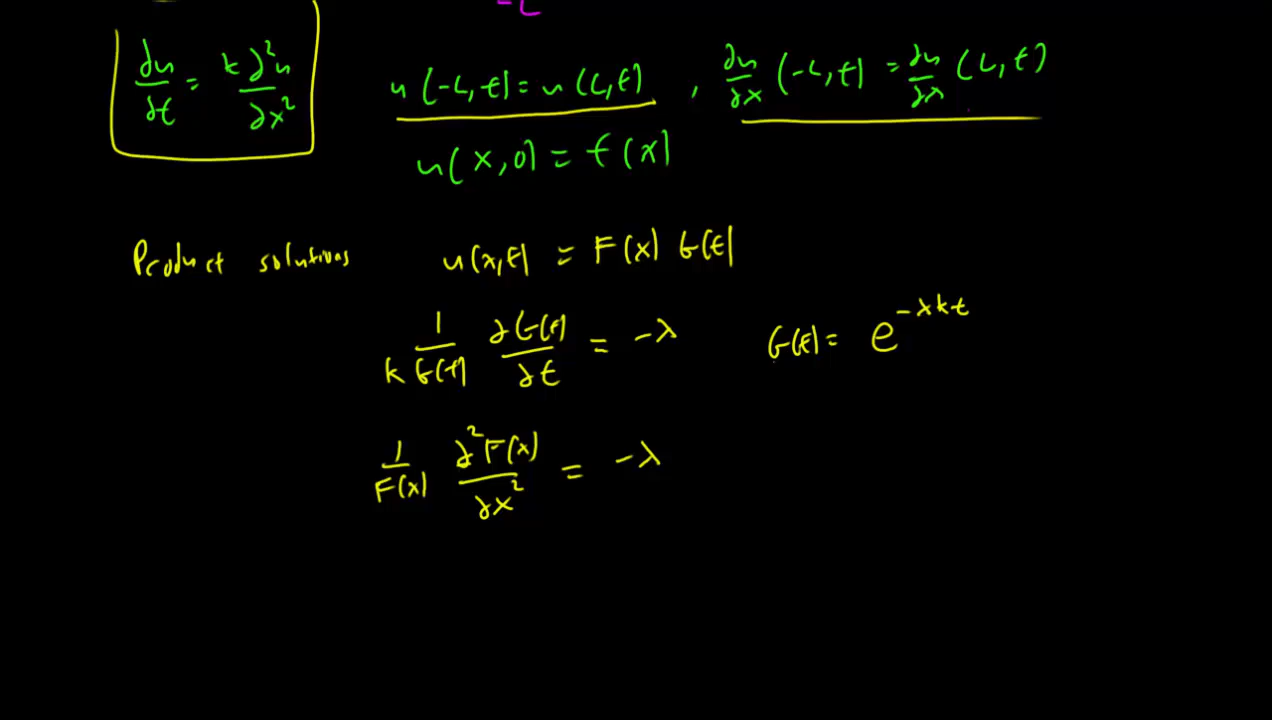 -L
∂u/∂t = k ∂²u/∂x²
u(-L,t) = u(L,t) , ∂u/∂x (-L,t) = ∂u/∂x (L,t)
u(x,0) = f(x)
Product solutions u(x,t) = F(x) G(t)
1/(k G(t)) ∂G(t)/∂t = -λ G(t) = e^(-λkt)
1/F(x) ∂²F(x)/∂x² = -λ